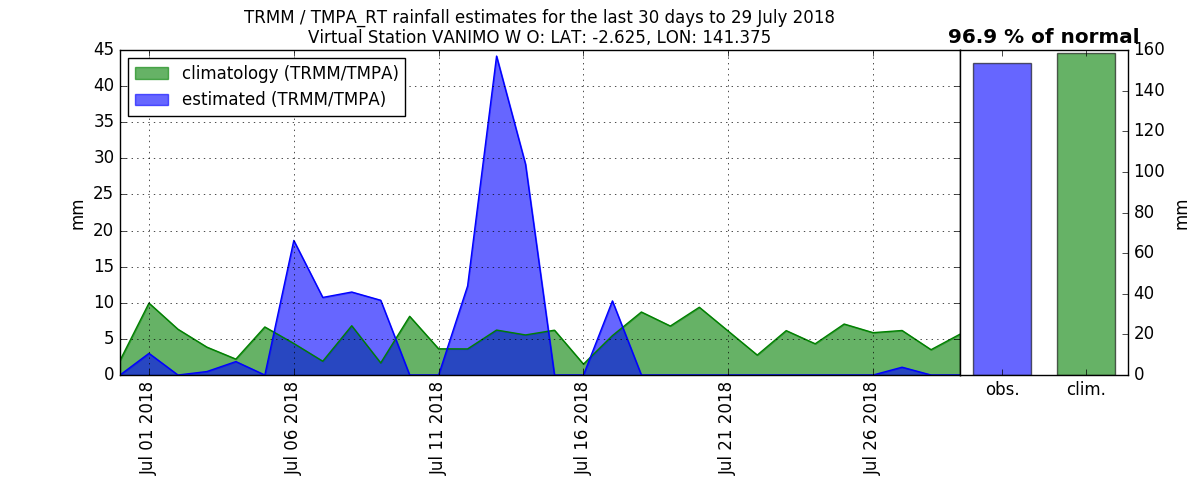 TRMM / TMPA_RT rainfall estimates for the last 30 days to 29 July 2018
Virtual Station VANIMO W O: LAT: -2.625, LON: 141.375
96.9 % of normal
climatology (TRMM/TMPA)
estimated (TRMM/TMPA)
45
40
35
30
25
20
15
10
5
0
mm
Jul 01 2018
Jul 06 2018
Jul 11 2018
Jul 16 2018
Jul 21 2018
Jul 26 2018
obs.
clim.
160
140
120
100
80
60
40
20
0
mm